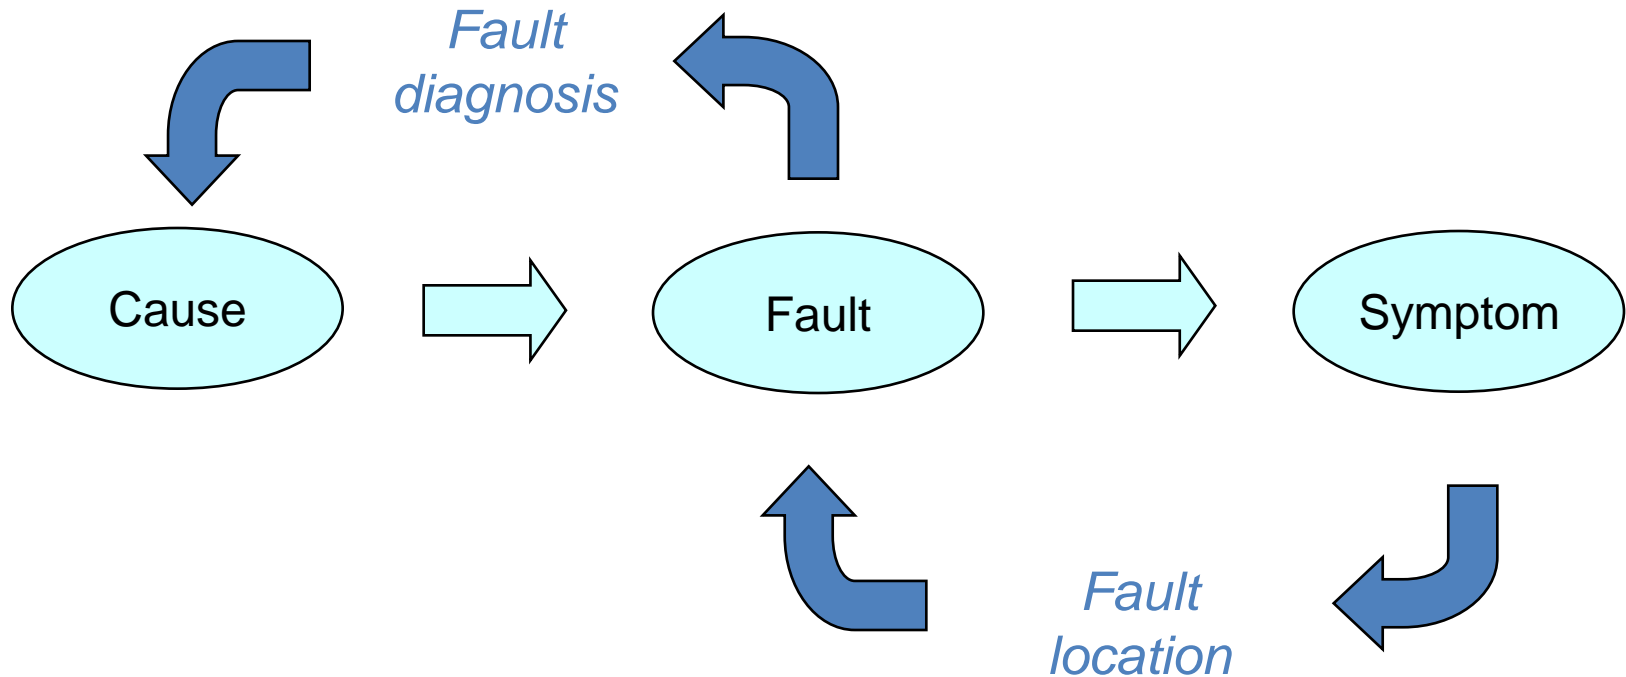 Fault
diagnosis
Cause
Fault
Symptom
Fault
location